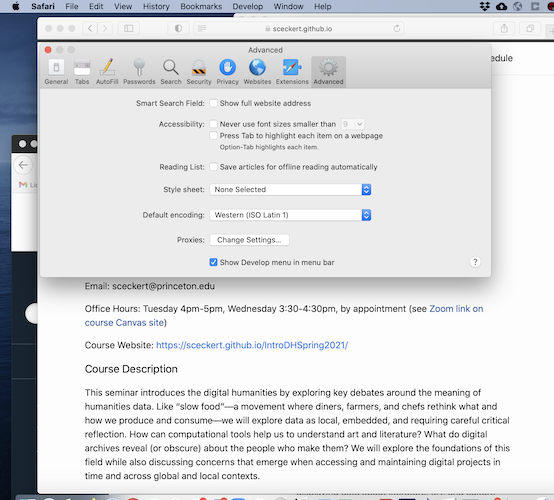 Safari File Edit View History Bookmarks Develop Window Help
sceckert.github.io
Advanced
edule
General Tabs AutoFill Passwords Search Security Privacy Websites Extensions Advanced
Smart Search Field: Show full website address
Accessibility: Never use font sizes smaller than 9
Press Tab to highlight each item on a webpage
Option-Tab highlights each item.
Reading List: Save articles for offline reading automatically
Style sheet: None Selected
Default encoding: Western (ISO Latin 1)
Proxies: Change Settings...
Show Develop menu in menu bar
?
Email: sceckert@princeton.edu
Office Hours: Tuesday 4pm-5pm, Wednesday 3:30-4:30pm, by appointment (see Zoom link on
course Canvas site)
Course Website: https://sceckert.github.io/IntroDHSpring2021/
Course Description
This seminar introduces the digital humanities by exploring key debates around the meaning of
humanities data. Like “slow food”—a movement where diners, farmers, and chefs rethink what and
how we produce and consume—we will explore data as local, embedded, and requiring careful critical
reflection. How can computational tools help us to understand art and literature? What do digital
archives reveal (or obscure) about the people who make them? We will explore the foundations of this
field while also discussing concerns that emerge when accessing and maintaining digital projects in
time and across global and local contexts.